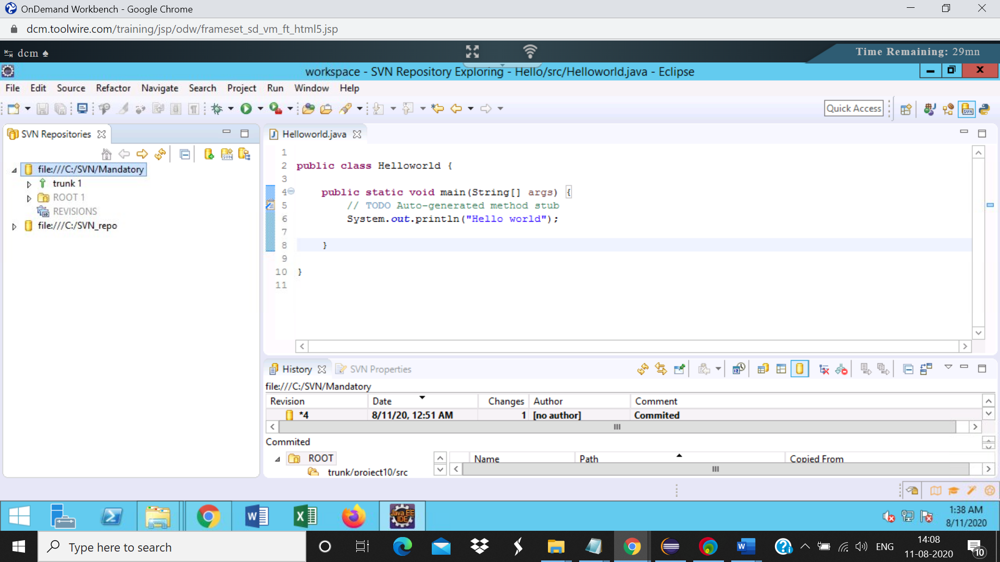 OnDemand Workbench - Google Chrome
dcm.toolwire.com/training/jsp/odw/frameset_sd_vm_ft_html5.jsp
dcm
Time Remaining: 29mn
workspace - SVN Repository Exploring - Hello/src/Helloworld.java - Eclipse
File Edit Source Refactor Navigate Search Project Run Window Help
Quick Access
SVN Repositories
file:///C:/SVN/Mandatory
trunk 1
ROOT 1
REVISIONS
file:///C:/SVN_repo
Helloworld.java
1
2 public class Helloworld {
3
4 public static void main(String[] args) {
5 // TODO Auto-generated method stub
6 System.out.println("Hello world");
7
8 }
9
10 }
11
History SVN Properties
file:///C:/SVN/Mandatory
Revision Date Changes Author Comment
*4 8/11/20, 12:51 AM 1 [no author] Commited
Commited
ROOT
trunk/project10/src
Name Path Copied From
1:38 AM
8/11/2020
Type here to search
ENG
14:08
11-08-2020
10